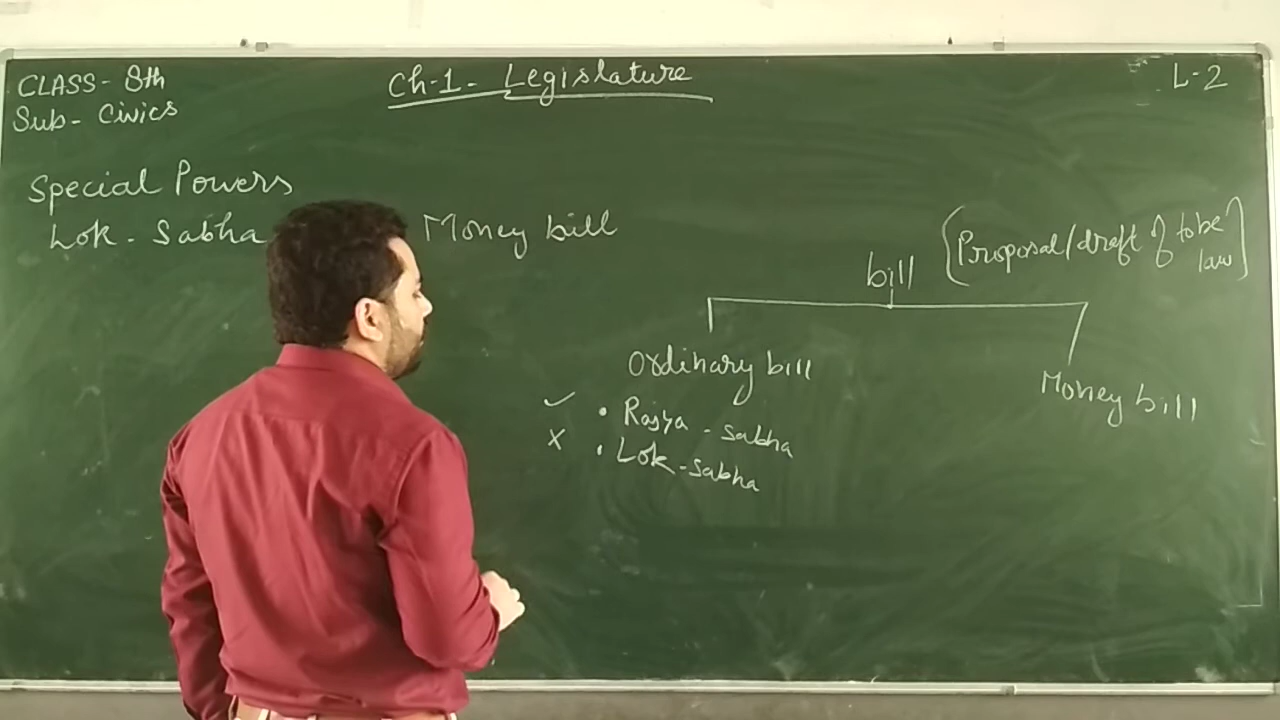 CLASS - 8th
Sub - Civics
Ch-1 - Legislature
L-2
Special Powers
Lok - Sabha
Money bill
bill
[Proposal/draft of to be
law]
Ordinary bill
✓ • Rajya - Sabha
x • Lok - Sabha
Money bill